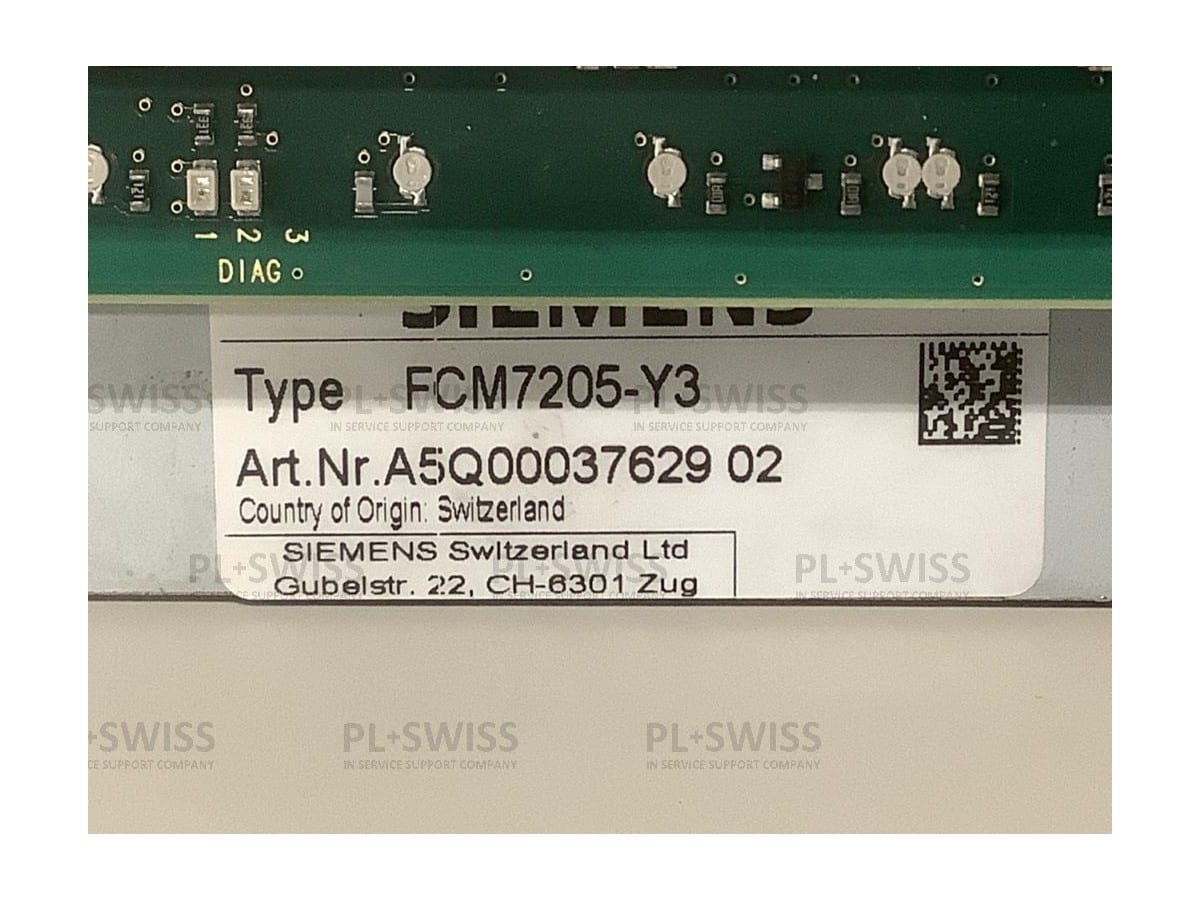 1 2 3
DIAG
SIEMENS
Type FCM7205-Y3
Art.Nr.A5Q00037629 02
Country of Origin: Switzerland
SIEMENS Switzerland Ltd
Gubelstr. 22, CH-6301 Zug
PL+SWISS
IN SERVICE SUPPORT COMPANY